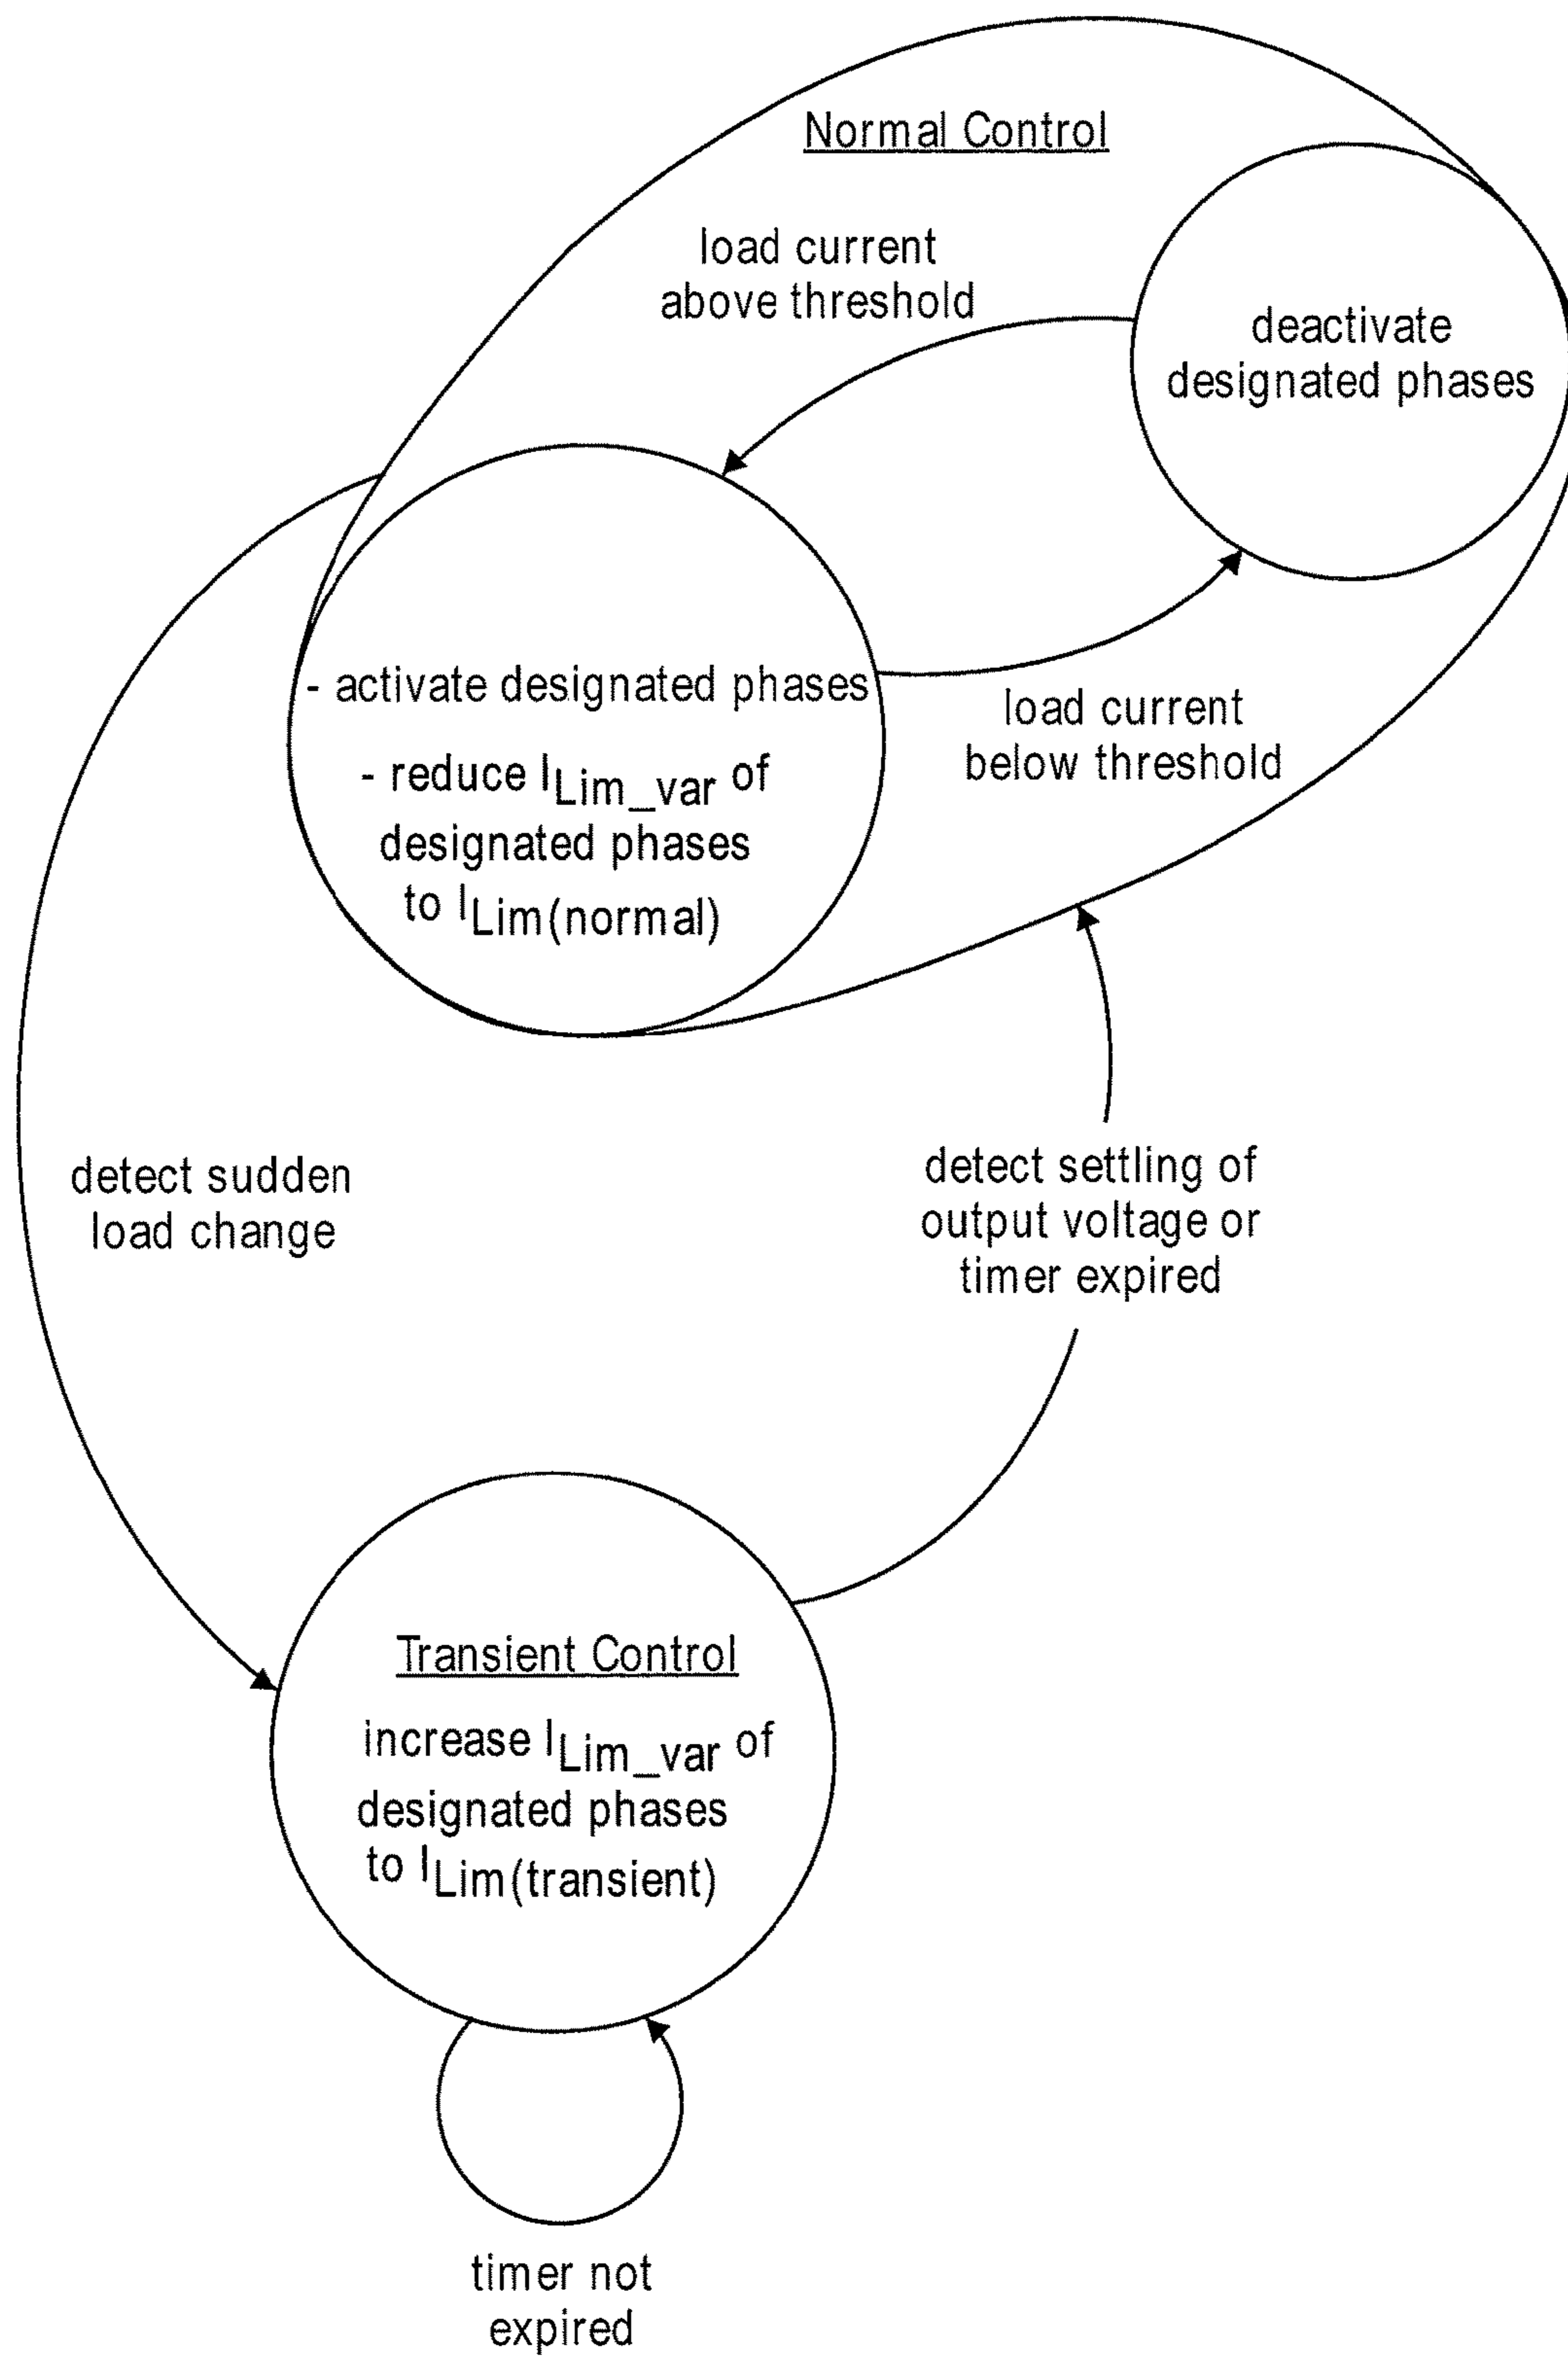 Normal Control
load current
above threshold
deactivate
designated phases
- activate designated phases
- reduce ILim_var of
designated phases
to ILim(normal)
load current
below threshold
detect sudden
load change
detect settling of
output voltage or
timer expired
Transient Control
increase ILim_var of
designated phases
to ILim(transient)
timer not
expired